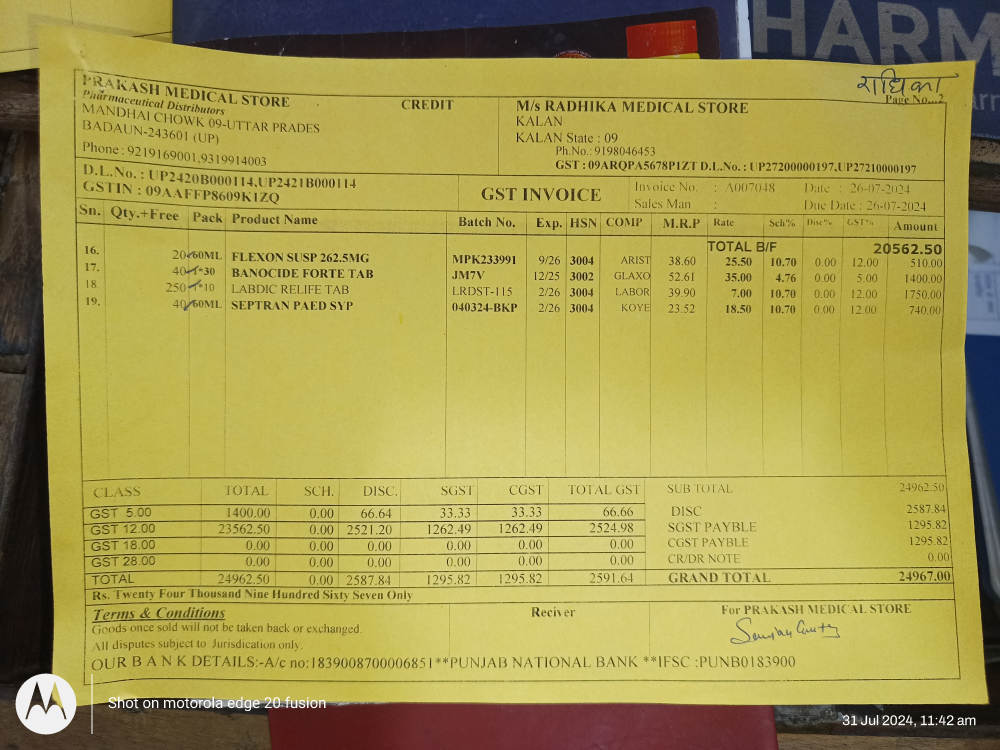 HARM
राधिका
Page No...2
PRAKASH MEDICAL STORE
Pharmaceutical Distributors
MANDHAI CHOWK 09-UTTAR PRADES
BADAUN-243601 (UP)
Phone : 9219169001,9319914003
CREDIT
M/s RADHIKA MEDICAL STORE
KALAN
KALAN State : 09
Ph.No.: 9198046453
GST : 09ARQPA5678P1ZT D.L.No. : UP27200000197,UP27210000197
D.L.No. : UP2420B000114,UP2421B000114
GSTIN : 09AAFFP8609K1ZQ
GST INVOICE
Invoice No. : A007048 Date : 26-07-2024
Sales Man : Due Date : 26-07-2024
Sn. Qty.+Free Pack Product Name Batch No. Exp. HSN COMP M.R.P Rate Sch% Disc% GST% Amount
TOTAL B/F 20562.50
16. 20 60ML FLEXON SUSP 262.5MG MPK233991 9/26 3004 ARIST 38.60 25.50 10.70 0.00 12.00 510.00
17. 40 1*30 BANOCIDE FORTE TAB JM7V 12/25 3002 GLAXO 52.61 35.00 4.76 0.00 5.00 1400.00
18. 250 1*10 LABDIC RELIFE TAB LRDST-115 2/26 3004 LABOR 39.90 7.00 10.70 0.00 12.00 1750.00
19. 40 60ML SEPTRAN PAED SYP 040324-BKP 2/26 3004 KOYE 23.52 18.50 10.70 0.00 12.00 740.00
CLASS TOTAL SCH. DISC. SGST CGST TOTAL GST
GST 5.00 1400.00 0.00 66.64 33.33 33.33 66.66
GST 12.00 23562.50 0.00 2521.20 1262.49 1262.49 2524.98
GST 18.00 0.00 0.00 0.00 0.00 0.00 0.00
GST 28.00 0.00 0.00 0.00 0.00 0.00 0.00
TOTAL 24962.50 0.00 2587.84 1295.82 1295.82 2591.64
SUB TOTAL 24962.50
DISC 2587.84
SGST PAYBLE 1295.82
CGST PAYBLE 1295.82
CR/DR NOTE 0.00
GRAND TOTAL 24967.00
Rs. Twenty Four Thousand Nine Hundred Sixty Seven Only
Terms & Conditions
Goods once sold will not be taken back or exchanged.
All disputes subject to Jurisdication only.
Reciver
For PRAKASH MEDICAL STORE
OUR B A N K DETAILS:-A/c no:1839008700006851**PUNJAB NATIONAL BANK **IFSC :PUNB0183900
Shot on motorola edge 20 fusion
31 Jul 2024, 11:42 am